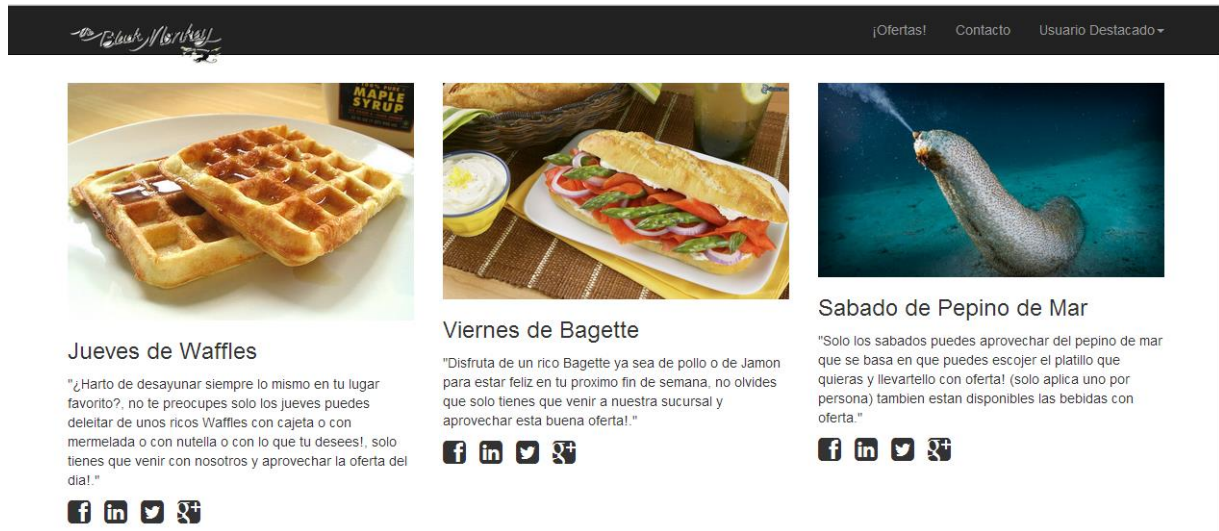 The Black Monkey
¡Ofertas!
Contacto
Usuario Destacado
100% PURE
MAPLE
SYRUP
Jueves de Waffles
"¿Harto de desayunar siempre lo mismo en tu lugar
favorito?, no te preocupes solo los jueves puedes
deleitar de unos ricos Waffles con cajeta o con
mermelada o con nutella o con lo que tu desees!, solo
tienes que venir con nosotros y aprovechar la oferta del
dia!."
Viernes de Bagette
"Disfruta de un rico Bagette ya sea de pollo o de Jamon
para estar feliz en tu proximo fin de semana, no olvides
que solo tienes que venir a nuestra sucursal y
aprovechar esta buena oferta!."
Sabado de Pepino de Mar
"Solo los sabados puedes aprovechar del pepino de mar
que se basa en que puedes escojer el platillo que
quieras y llevartello con oferta! (solo aplica uno por
persona) tambien estan disponibles las bebidas con
oferta."